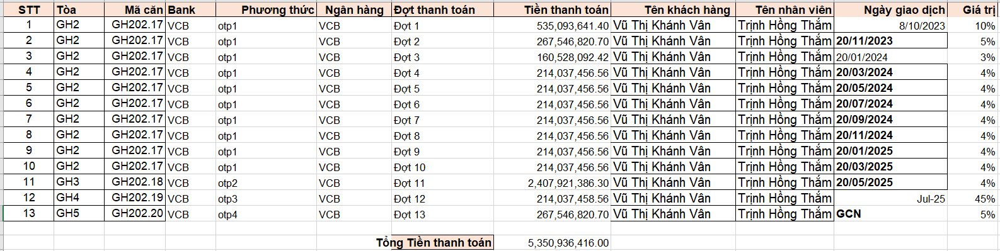 STT Tòa Mã căn Bank Phương thức Ngân hàng Đợt thanh toán Tiền thanh toán Tên khách hàng Tên nhân viên Ngày giao dịch Giá trị
1 GH2 GH202.17 VCB otp1 VCB Đợt 1 535,093,641.40 Vũ Thị Khánh Vân Trịnh Hồng Thắm 8/10/2023 10%
2 GH2 GH202.17 VCB otp1 VCB Đợt 2 267,546,820.70 Vũ Thị Khánh Vân Trịnh Hồng Thắm 20/11/2023 5%
3 GH2 GH202.17 VCB otp1 VCB Đợt 3 160,528,092.42 Vũ Thị Khánh Vân Trịnh Hồng Thắm 20/01/2024 3%
4 GH2 GH202.17 VCB otp1 VCB Đợt 4 214,037,456.56 Vũ Thị Khánh Vân Trịnh Hồng Thắm 20/03/2024 4%
5 GH2 GH202.17 VCB otp1 VCB Đợt 5 214,037,456.56 Vũ Thị Khánh Vân Trịnh Hồng Thắm 20/05/2024 4%
6 GH2 GH202.17 VCB otp1 VCB Đợt 6 214,037,456.56 Vũ Thị Khánh Vân Trịnh Hồng Thắm 20/07/2024 4%
7 GH2 GH202.17 VCB otp1 VCB Đợt 7 214,037,456.56 Vũ Thị Khánh Vân Trịnh Hồng Thắm 20/09/2024 4%
8 GH2 GH202.17 VCB otp1 VCB Đợt 8 214,037,456.56 Vũ Thị Khánh Vân Trịnh Hồng Thắm 20/11/2024 4%
9 GH2 GH202.17 VCB otp1 VCB Đợt 9 214,037,456.56 Vũ Thị Khánh Vân Trịnh Hồng Thắm 20/01/2025 4%
10 GH2 GH202.17 VCB otp1 VCB Đợt 10 214,037,456.56 Vũ Thị Khánh Vân Trịnh Hồng Thắm 20/03/2025 4%
11 GH3 GH202.18 VCB otp2 VCB Đợt 11 2,407,921,386.30 Vũ Thị Khánh Vân Trịnh Hồng Thắm 20/05/2025 4%
12 GH4 GH202.19 VCB otp3 VCB Đợt 12 214,037,458.56 Vũ Thị Khánh Vân Trịnh Hồng Thắm Jul-25 45%
13 GH5 GH202.20 VCB otp4 VCB Đợt 13 267,546,820.70 Vũ Thị Khánh Vân Trịnh Hồng Thắm GCN 5%
Tổng Tiền thanh toán 5,350,936,416.00